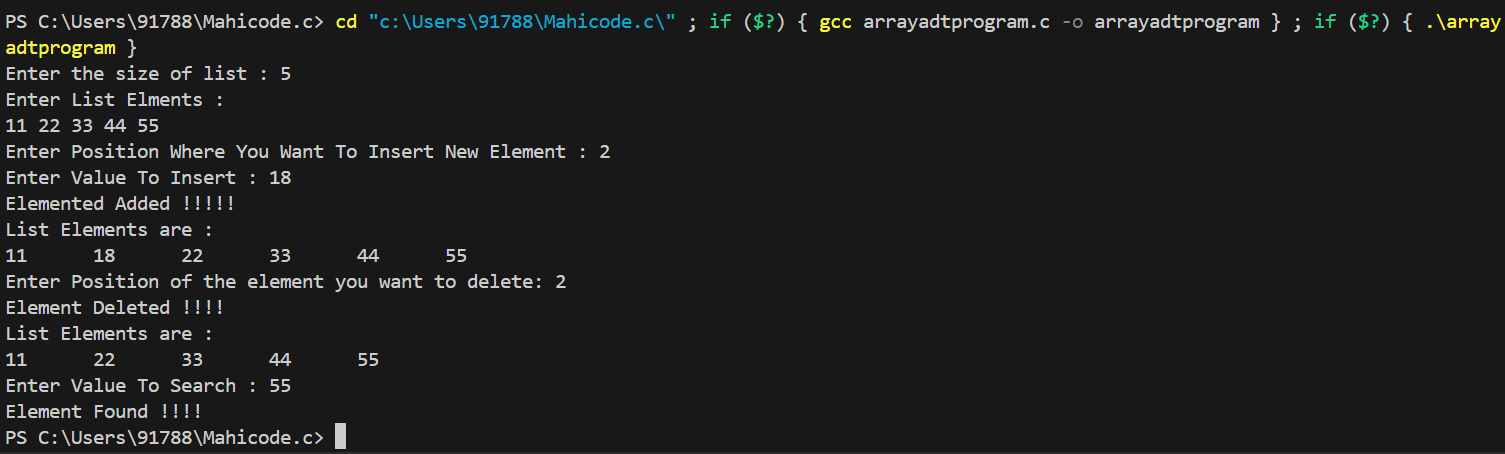 PS C:\Users\91788\Mahicode.c> cd "c:\Users\91788\Mahicode.c\" ; if ($?) { gcc arrayadtprogram.c -o arrayadtprogram } ; if ($?) { .\array
adtprogram }
Enter the size of list : 5
Enter List Elments :
11 22 33 44 55
Enter Position Where You Want To Insert New Element : 2
Enter Value To Insert : 18
Elemented Added !!!!!
List Elements are :
11      18      22      33      44      55
Enter Position of the element you want to delete: 2
Element Deleted !!!!
List Elements are :
11      22      33      44      55
Enter Value To Search : 55
Element Found !!!!
PS C:\Users\91788\Mahicode.c>